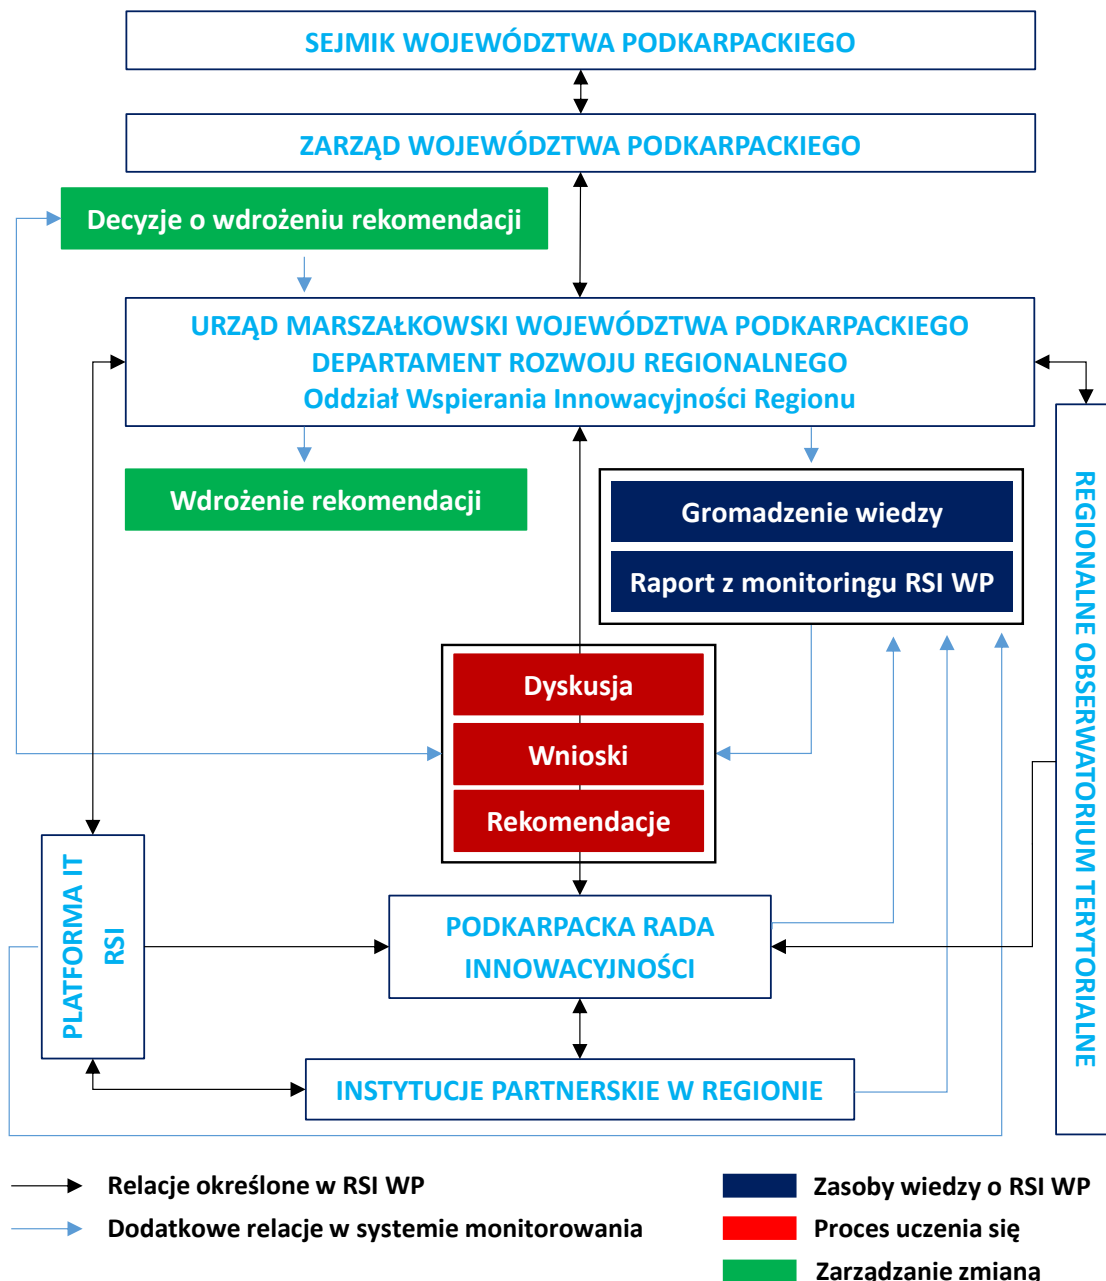 SEJMIK WOJEWÓDZTWA PODKARPACKIEGO
ZARZĄD WOJEWÓDZTWA PODKARPACKIEGO
Decyzje o wdrożeniu rekomendacji
URZĄD MARSZAŁKOWSKI WOJEWÓDZTWA PODKARPACKIEGO
DEPARTAMENT ROZWOJU REGIONALNEGO
Oddział Wspierania Innowacyjności Regionu
Wdrożenie rekomendacji
Gromadzenie wiedzy
Raport z monitoringu RSI WP
REGIONALNE OBSERWATORIUM TERYTORIALNE
Dyskusja
Wnioski
Rekomendacje
PLATFORMA IT
RSI
PODKARPACKA RADA
INNOWACYJNOŚCI
INSTYTUCJE PARTNERSKIE W REGIONIE
Relacje określone w RSI WP
Dodatkowe relacje w systemie monitorowania
Zasoby wiedzy o RSI WP
Proces uczenia się
Zarządzanie zmianą